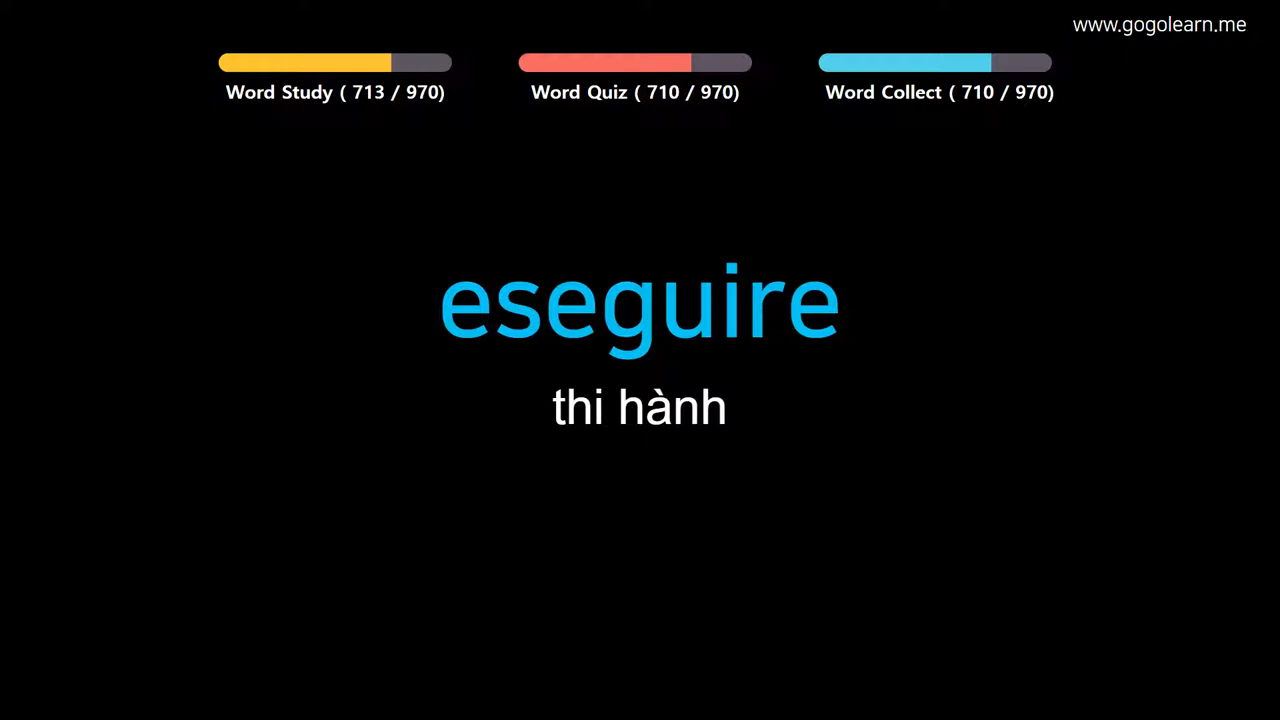 www.gogolearn.me
Word Study ( 713 / 970)
Word Quiz ( 710 / 970)
Word Collect ( 710 / 970)
eseguire
thi hành